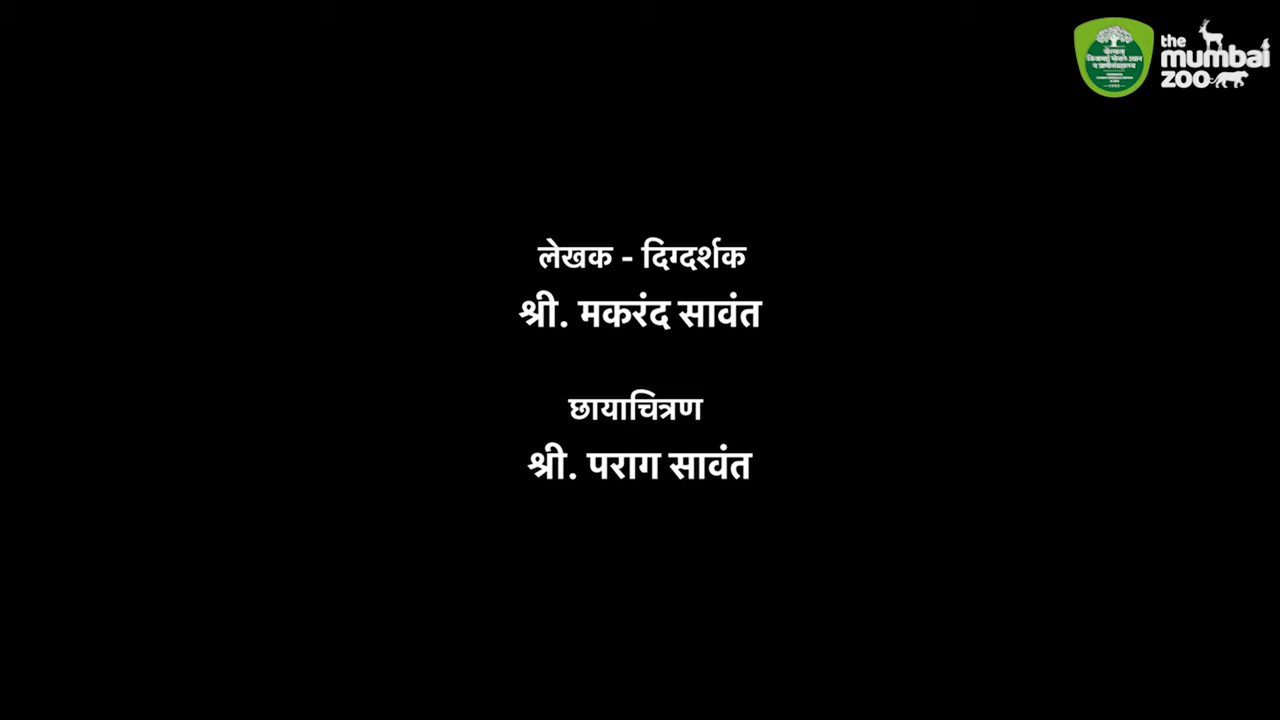 the
mumbai
zoo
लेखक - दिग्दर्शक
श्री. मकरंद सावंत
छायाचित्रण
श्री. पराग सावंत